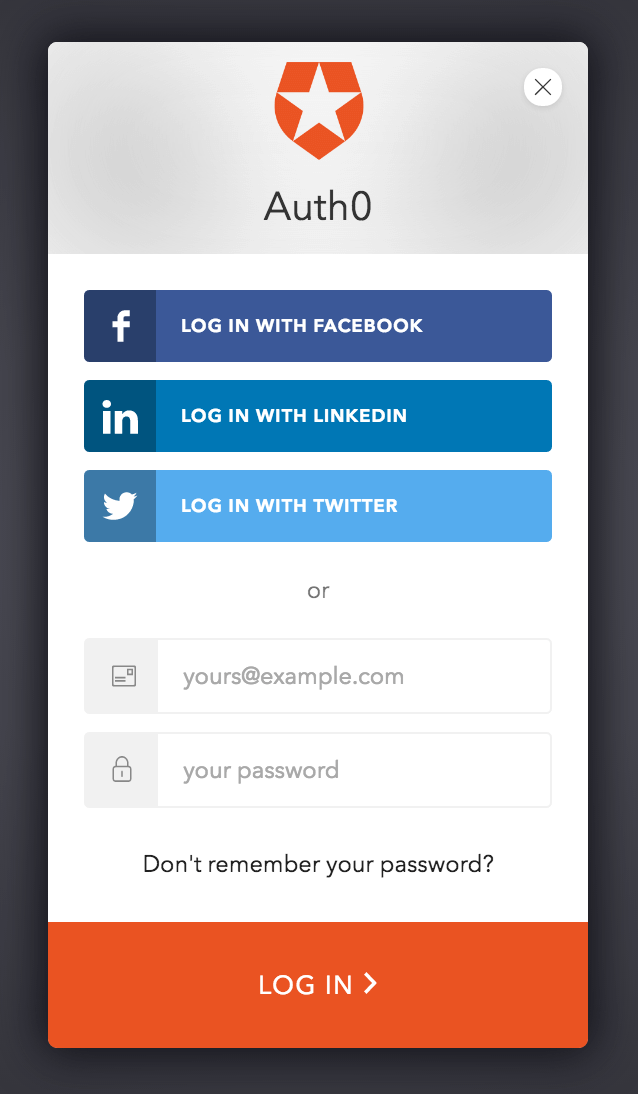 Auth0
LOG IN WITH FACEBOOK
LOG IN WITH LINKEDIN
LOG IN WITH TWITTER
or
yours@example.com
your password
Don't remember your password?
LOG IN